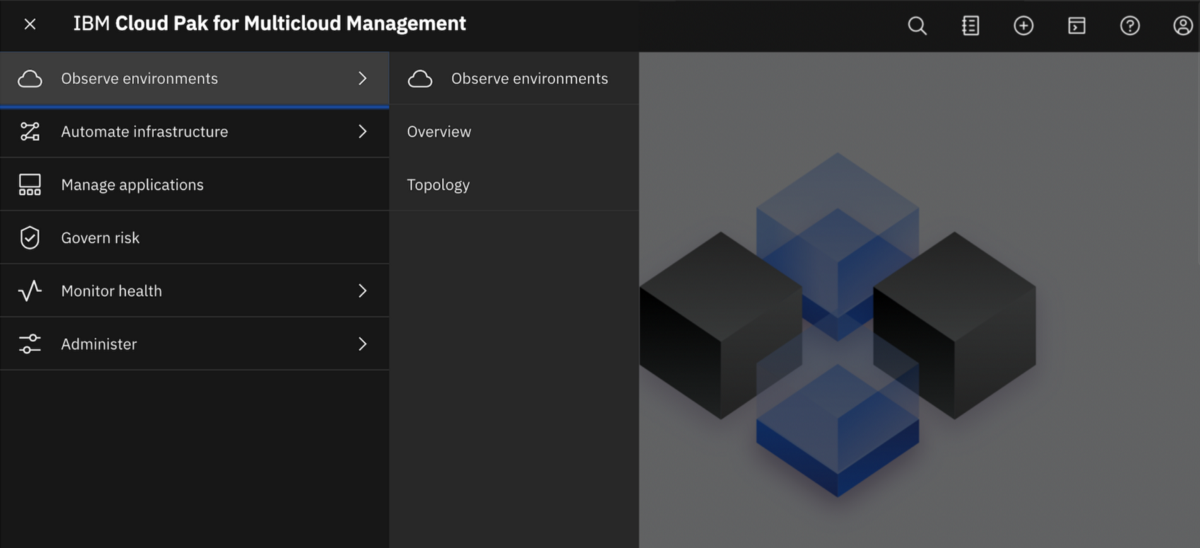 IBM Cloud Pak for Multicloud Management
Observe environments
Automate infrastructure
Manage applications
Govern risk
Monitor health
Administer
Observe environments
Overview
Topology